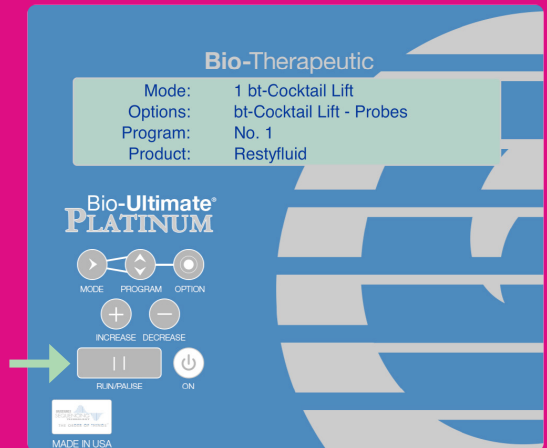 Bio-Therapeutic
Mode: 1 bt-Cocktail Lift
Options: bt-Cocktail Lift - Probes
Program: No. 1
Product: Restyfluid
Bio-Ultimate®
PLATINUM
MODE PROGRAM OPTION
INCREASE DECREASE
RUN/PAUSE ON
MADE IN USA